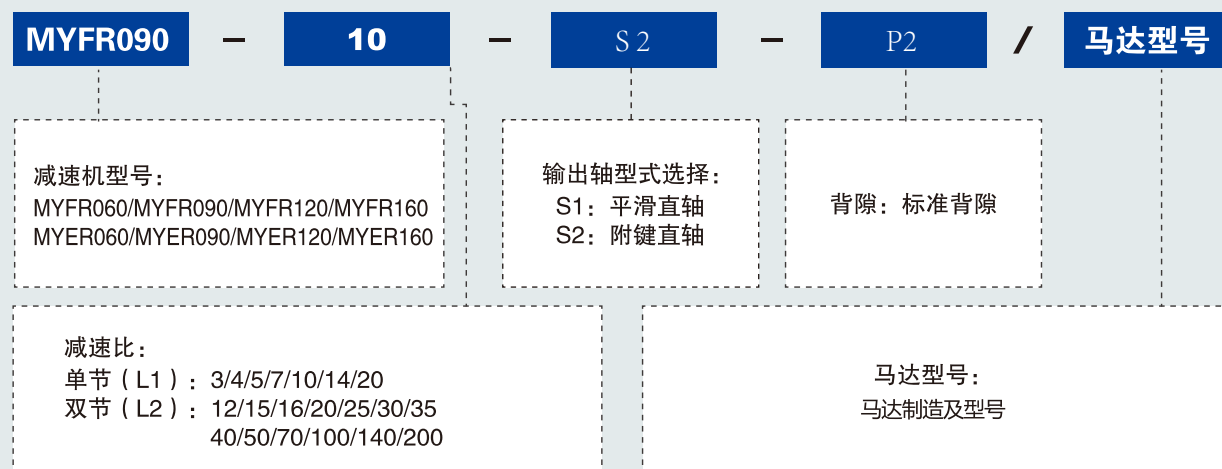 MYFR090 － 10 － S2 － P2 / 马达型号
减速机型号：
MYFR060/MYFR090/MYFR120/MYFR160
MYER060/MYER090/MYER120/MYER160
输出轴型式选择：
S1：平滑直轴
S2：附键直轴
背隙：标准背隙
减速比：
单节（L1）：3/4/5/7/10/14/20
双节（L2）：12/15/16/20/25/30/35
40/50/70/100/140/200
马达型号：
马达制造及型号